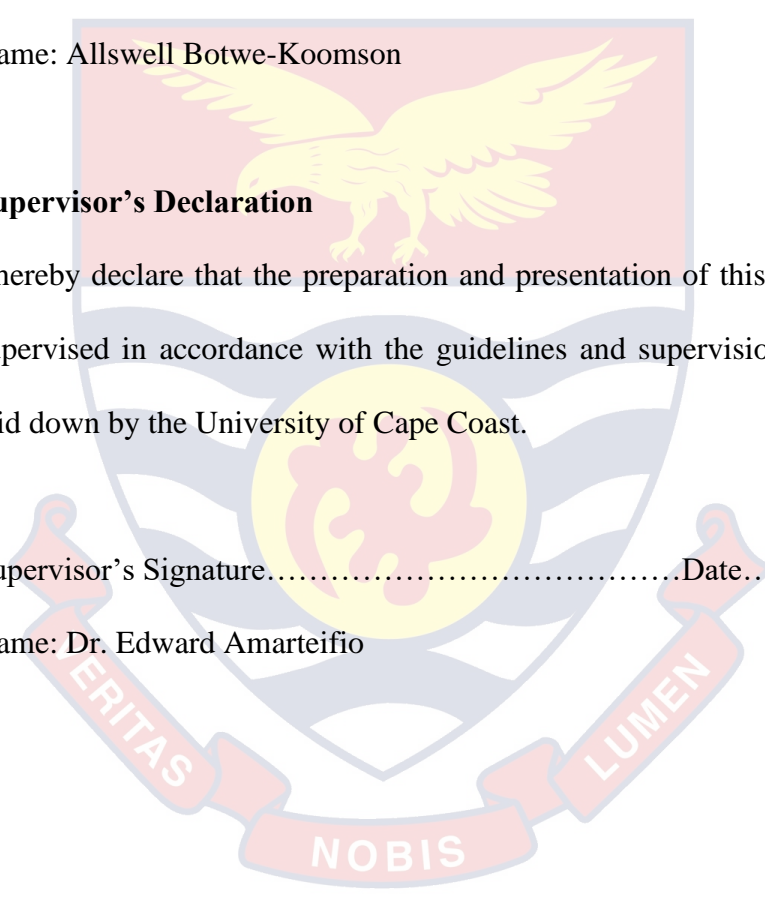 ame: Allswell Botwe-Koomson
upervisor’s Declaration
hereby declare that the preparation and presentation of this
pervised in accordance with the guidelines and supervisio
id down by the University of Cape Coast.
upervisor’s Signature…………………………………Date…
ame: Dr. Edward Amarteifio
VERITAS
NOBIS
LUMEN